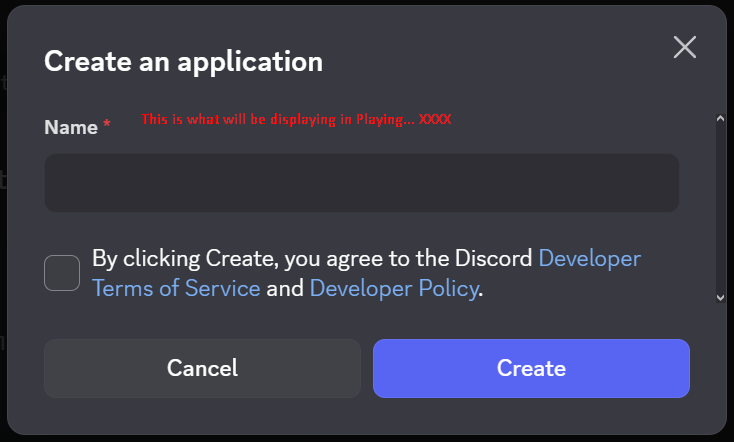 Create an application
Name * This is what will be displaying in Playing... XXXX
By clicking Create, you agree to the Discord Developer
Terms of Service and Developer Policy.
Cancel Create